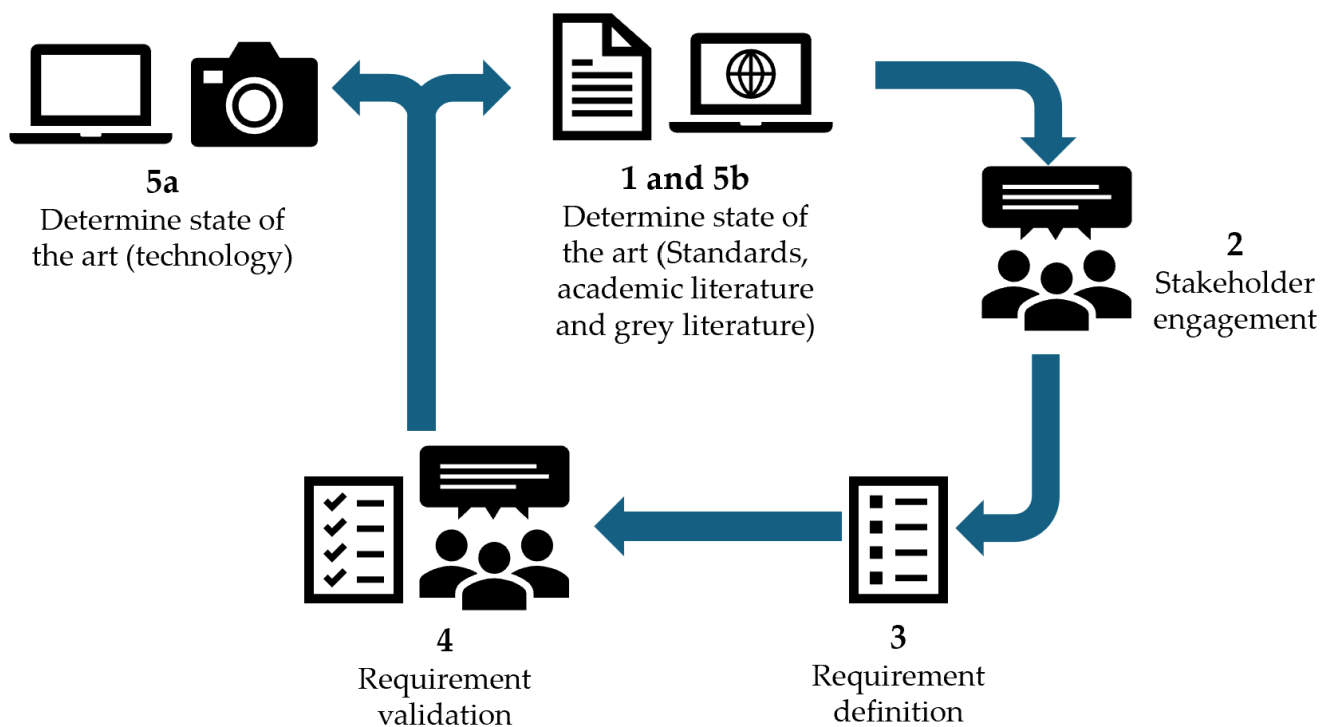 5a
Determine state of
the art (technology)
1 and 5b
Determine state of
the art (Standards,
academic literature
and grey literature)
2
Stakeholder
engagement
3
Requirement
definition
4
Requirement
validation